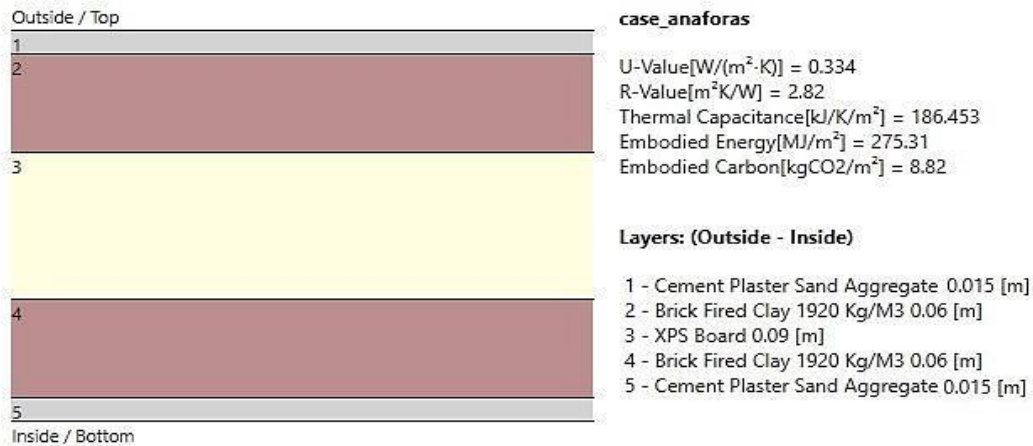 Outside / Top
1
2
3
4
5
Inside / Bottom
case_anaforas
U-Value[W/(m²·K)] = 0.334
R-Value[m²K/W] = 2.82
Thermal Capacitance[kJ/K/m²] = 186.453
Embodied Energy[MJ/m²] = 275.31
Embodied Carbon[kgCO2/m²] = 8.82
Layers: (Outside - Inside)
1 - Cement Plaster Sand Aggregate 0.015 [m]
2 - Brick Fired Clay 1920 Kg/M3 0.06 [m]
3 - XPS Board 0.09 [m]
4 - Brick Fired Clay 1920 Kg/M3 0.06 [m]
5 - Cement Plaster Sand Aggregate 0.015 [m]